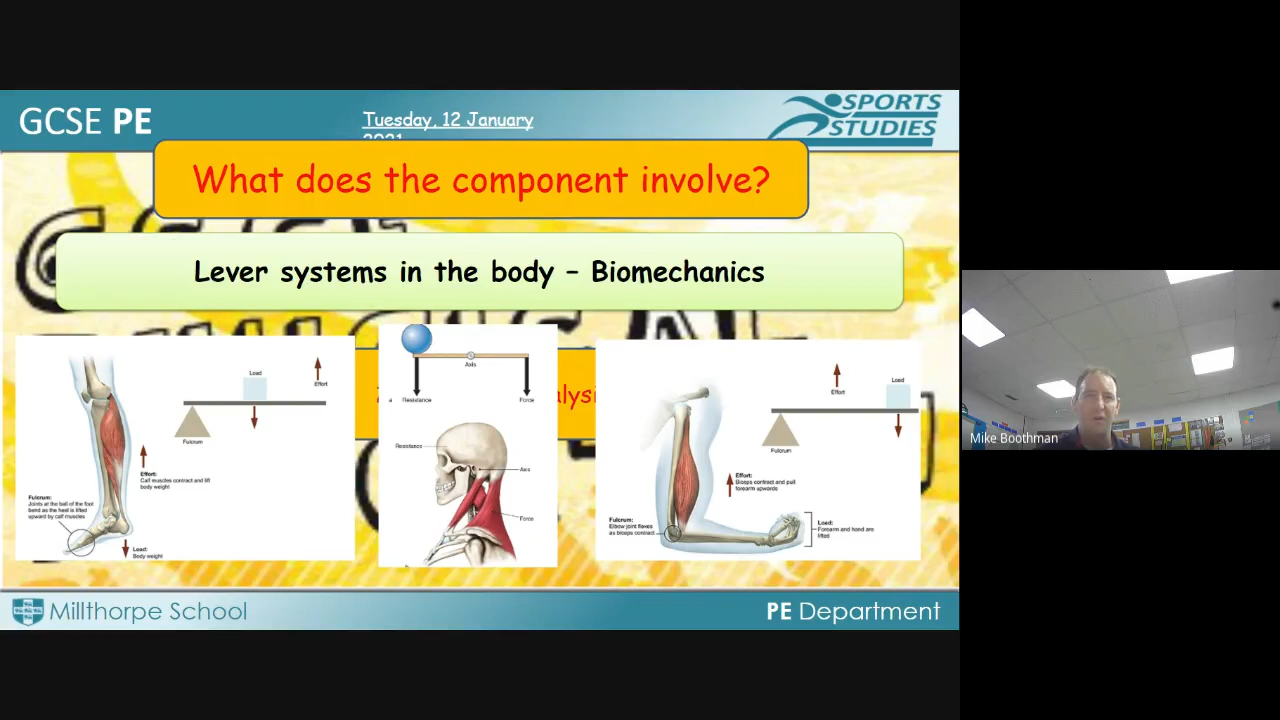 GCSE PE
Tuesday, 12 January
2021
SPORTS
STUDIES
What does the component involve?
Lever systems in the body – Biomechanics
Load
Effort
Fulcrum
Effort:
Calf muscles contract and lift
body weight
Fulcrum:
Joints at the ball of the foot
bend as the heel is lifted
upward by calf muscles
Load:
Body weight
Axis
Resistance
Force
Resistance
Axis
Force
Effort
Load
Fulcrum
Effort:
Biceps contract and pull
forearm upwards
Fulcrum:
Elbow joint flexes
as biceps contract
Load:
Forearm and hand are
lifted
Mike Boothman
Millthorpe School
PE Department